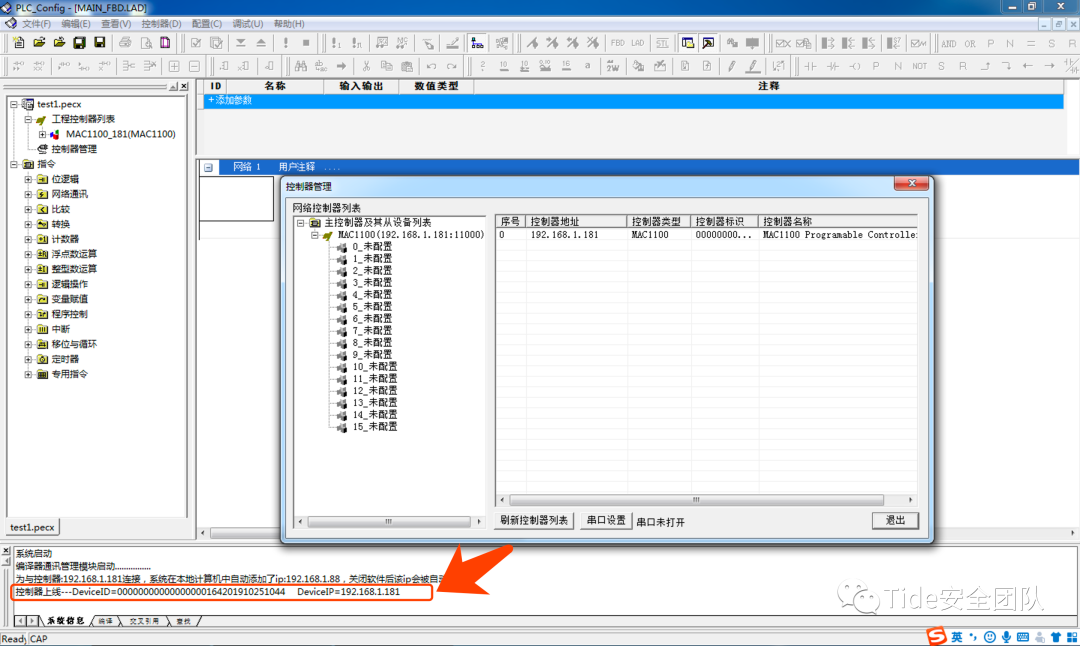 PLC_Config - [MAIN_FBD.LAD]
文件(F) 编辑(E) 查看(V) 控制器(D) 配置(C) 调试(U) 帮助(H)
FBD LAD STL AND OR P N = S R
P N NOT S R
test1.pecx
工程控制器列表
MAC1100_181(MAC1100)
控制器管理
指令
位逻辑
网络通讯
比较
转换
计数器
浮点数运算
整型数运算
逻辑操作
变量赋值
程序控制
中断
移位与循环
定时器
专用指令
test1.pecx
ID 名称 输入输出 数值类型 注释
+添加参数
网络 1 用户注释 ....
控制器管理
网络控制器列表
主控制器及其从设备列表
MAC1100(192.168.1.181:11000)
0_未配置
1_未配置
2_未配置
3_未配置
4_未配置
5_未配置
6_未配置
7_未配置
8_未配置
9_未配置
10_未配置
11_未配置
12_未配置
13_未配置
14_未配置
15_未配置
序号 控制器地址 控制器类型 控制器标识 控制器名称
0 192.168.1.181 MAC1100 00000000... MAC1100 Programable Controlle
刷新控制器列表 串口设置 串口未打开 退出
系统启动
编译器通讯管理模块启动...............
为与控制器:192.168.1.181连接，系统在本地计算机中自动添加了ip:192.168.1.88，关闭软件后该ip会被自
控制器上线---DeviceID=00000000000000000164201910251044 DeviceIP=192.168.1.181
系统信息 编译 交叉引用 查找
Ready CAP
Tide安全团队
英